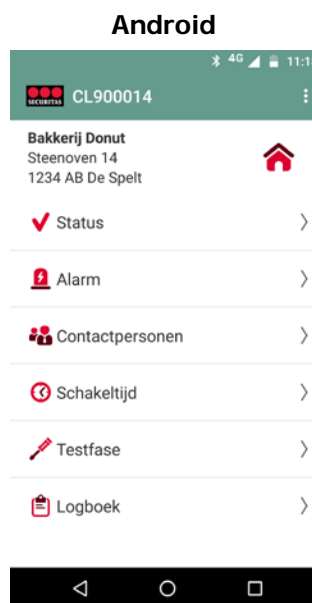 Android
4G 11:1
SECURITAS CL900014
Bakkerij Donut
Steenoven 14
1234 AB De Spelt
Status
Alarm
Contactpersonen
Schakeltijd
Testfase
Logboek